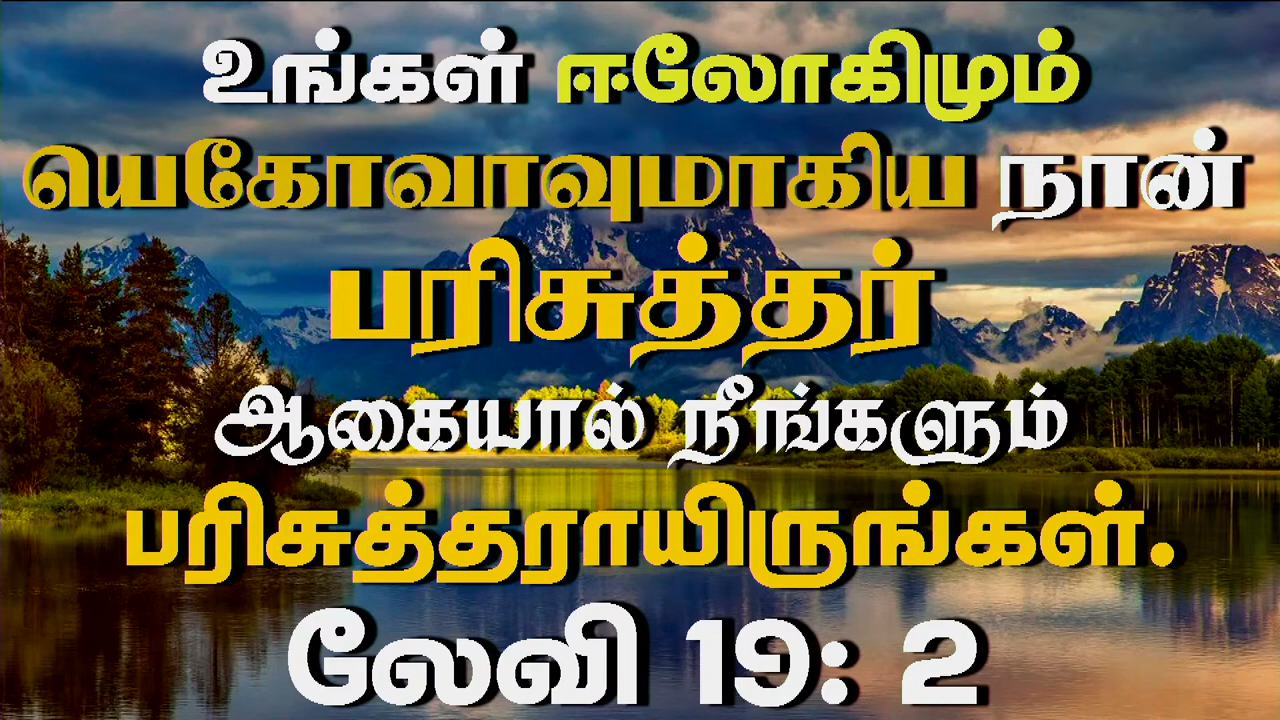 உங்கள் ஈலோகிமும்
யெகோவாவுமாகிய நான்
பரிசுத்தர்
ஆகையால் நீங்களும்
பரிசுத்தராயிருங்கள்.
லேவி 19: 2